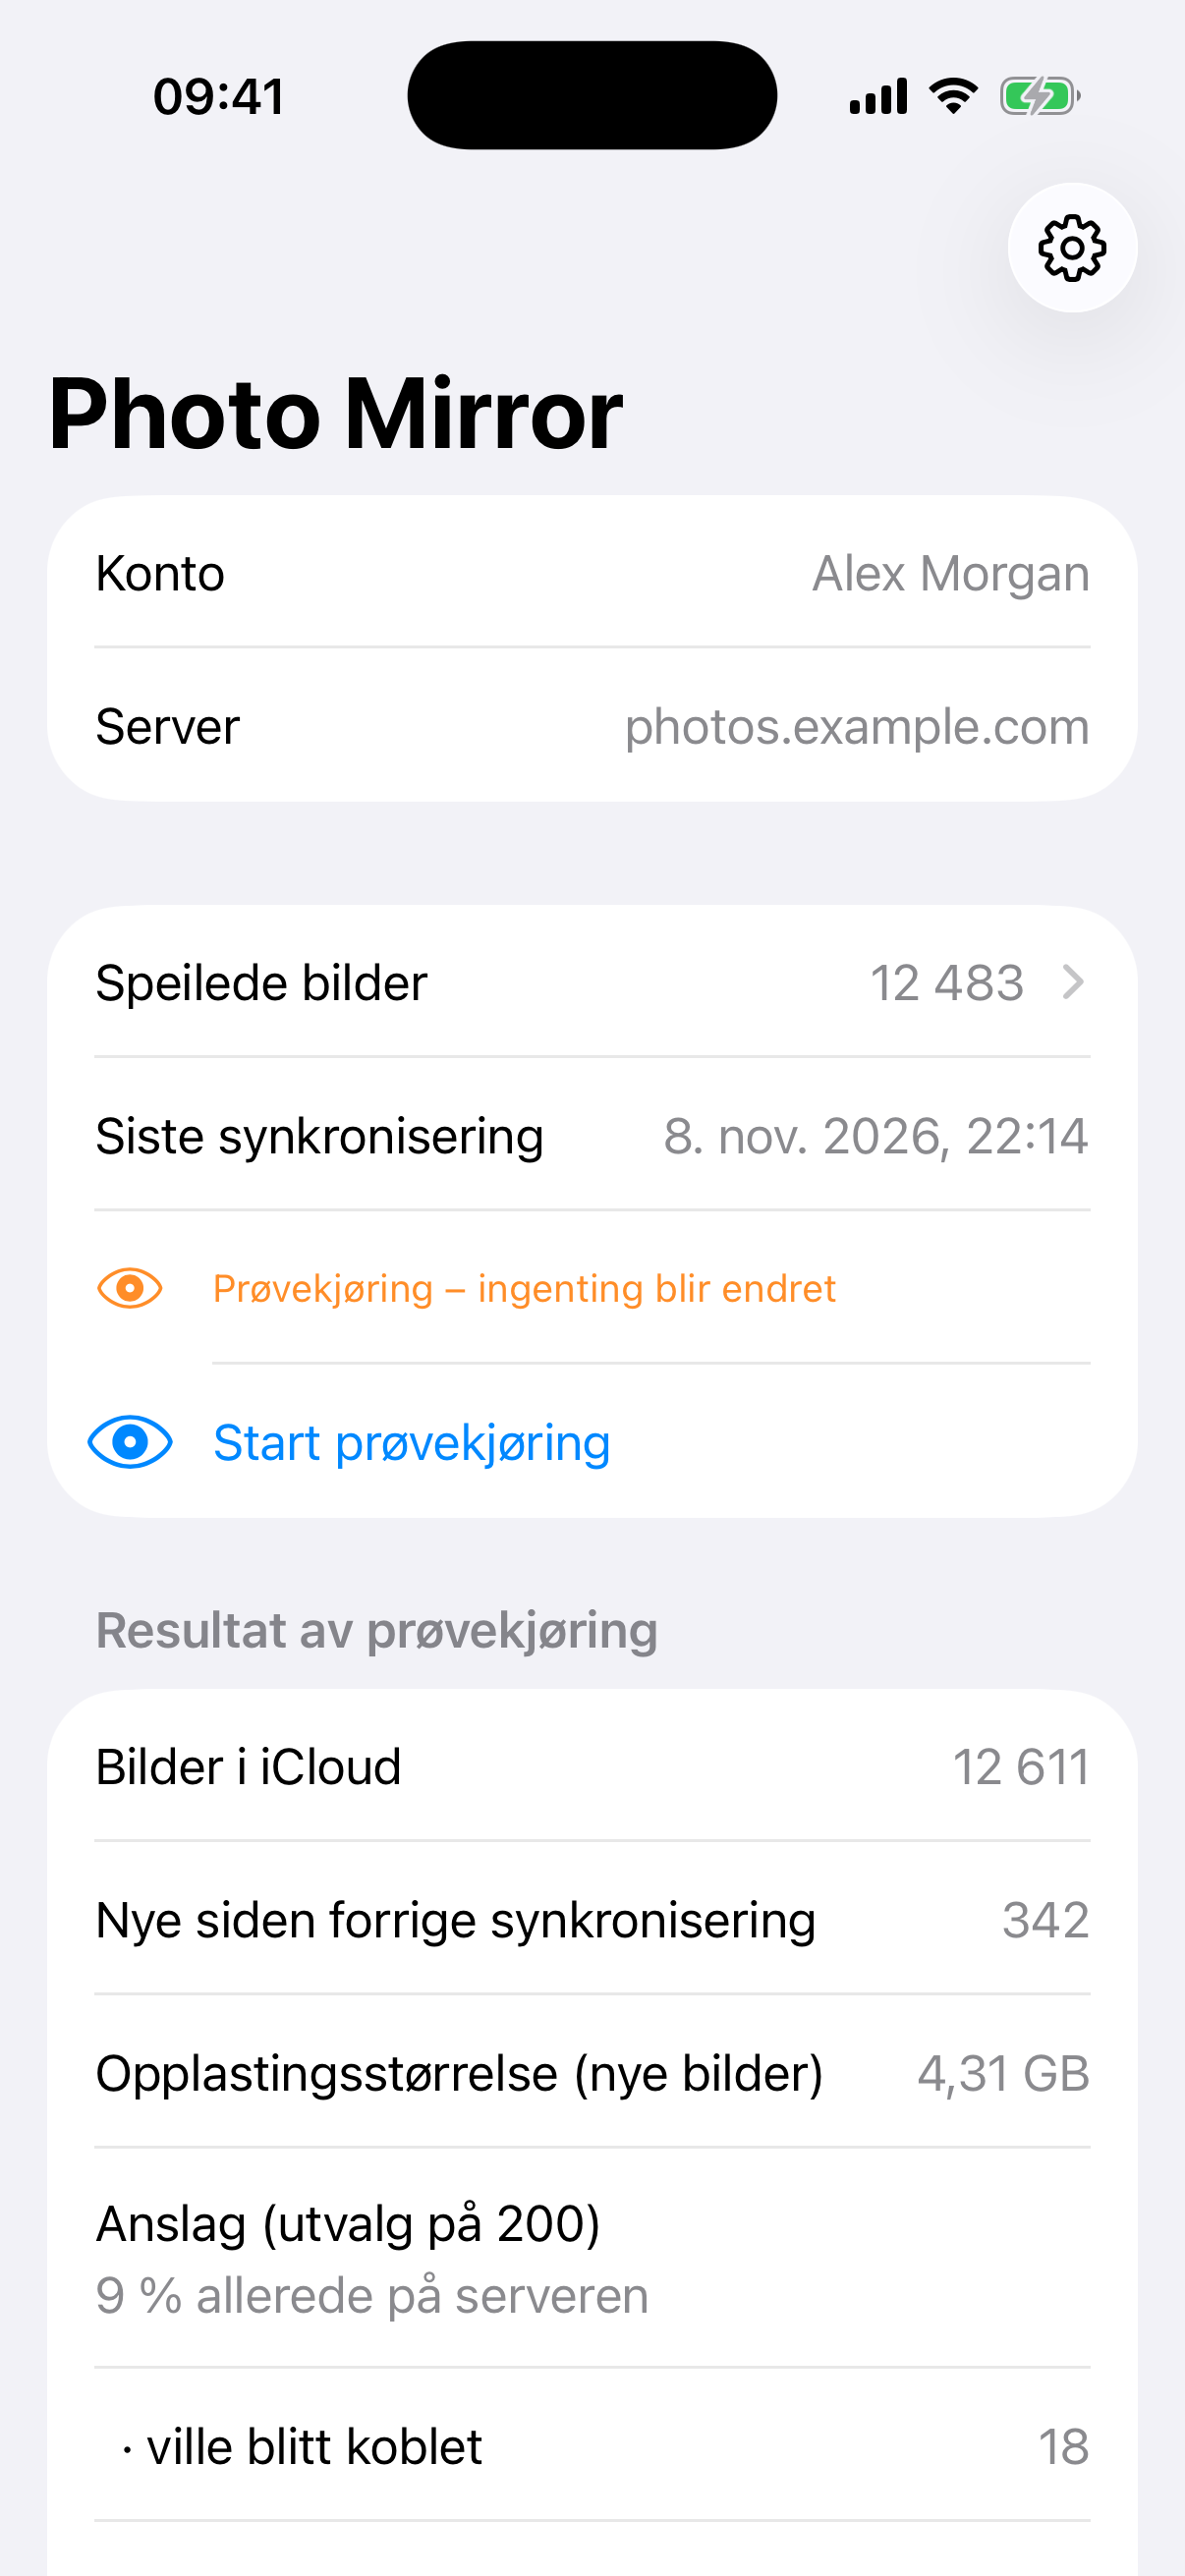 09:41
Photo Mirror
Konto Alex Morgan
Server photos.example.com
Speilede bilder 12 483
Siste synkronisering 8. nov. 2026, 22:14
Prøvekjøring – ingenting blir endret
Start prøvekjøring
Resultat av prøvekjøring
Bilder i iCloud 12 611
Nye siden forrige synkronisering 342
Opplastingsstørrelse (nye bilder) 4,31 GB
Anslag (utvalg på 200)
9 % allerede på serveren
· ville blitt koblet 18